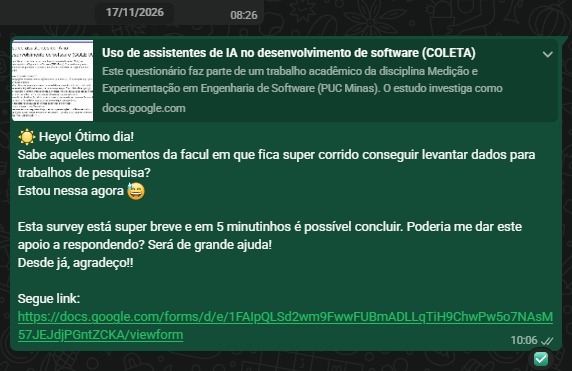 17/11/2026
08:26
Uso de assistentes de IA no desenvolvimento de software (COLETA)
Este questionário faz parte de um trabalho acadêmico da disciplina Medição e
Experimentação em Engenharia de Software (PUC Minas). O estudo investiga como
docs.google.com
☀️ Heyo! Ótimo dia!
Sabe aqueles momentos da facul em que fica super corrido conseguir levantar dados para
trabalhos de pesquisa?
Estou nessa agora 😅
Esta survey está super breve e em 5 minutinhos é possível concluir. Poderia me dar este
apoio a respondendo? Será de grande ajuda!
Desde já, agradeço!!
Segue link:
https://docs.google.com/forms/d/e/1FAIpQLSd2wm9FwwFUBmADLLqTiH9ChwPw5o7NAsM
57JEJdjPGntZCKA/viewform
10:06